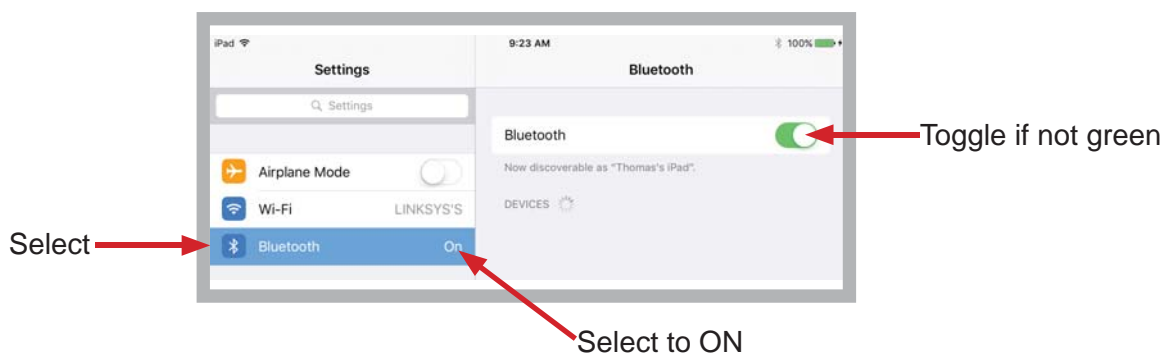 iPad 9:23 AM 100%
Settings Bluetooth
Settings
Bluetooth
Toggle if not green
Airplane Mode
Now discoverable as "Thomas's iPad".
Wi-Fi LINKSYS'S
DEVICES
Select
Bluetooth On
Select to ON